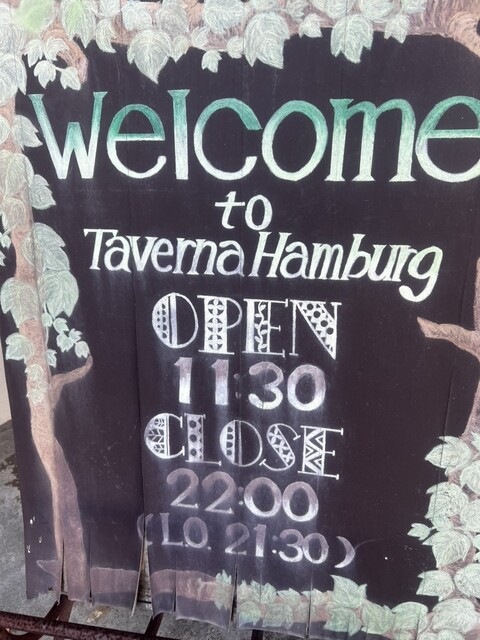 Welcome
to
Taverna Hamburg
OPEN
11:30
CLOSE
22:00
(L.O. 21:30)